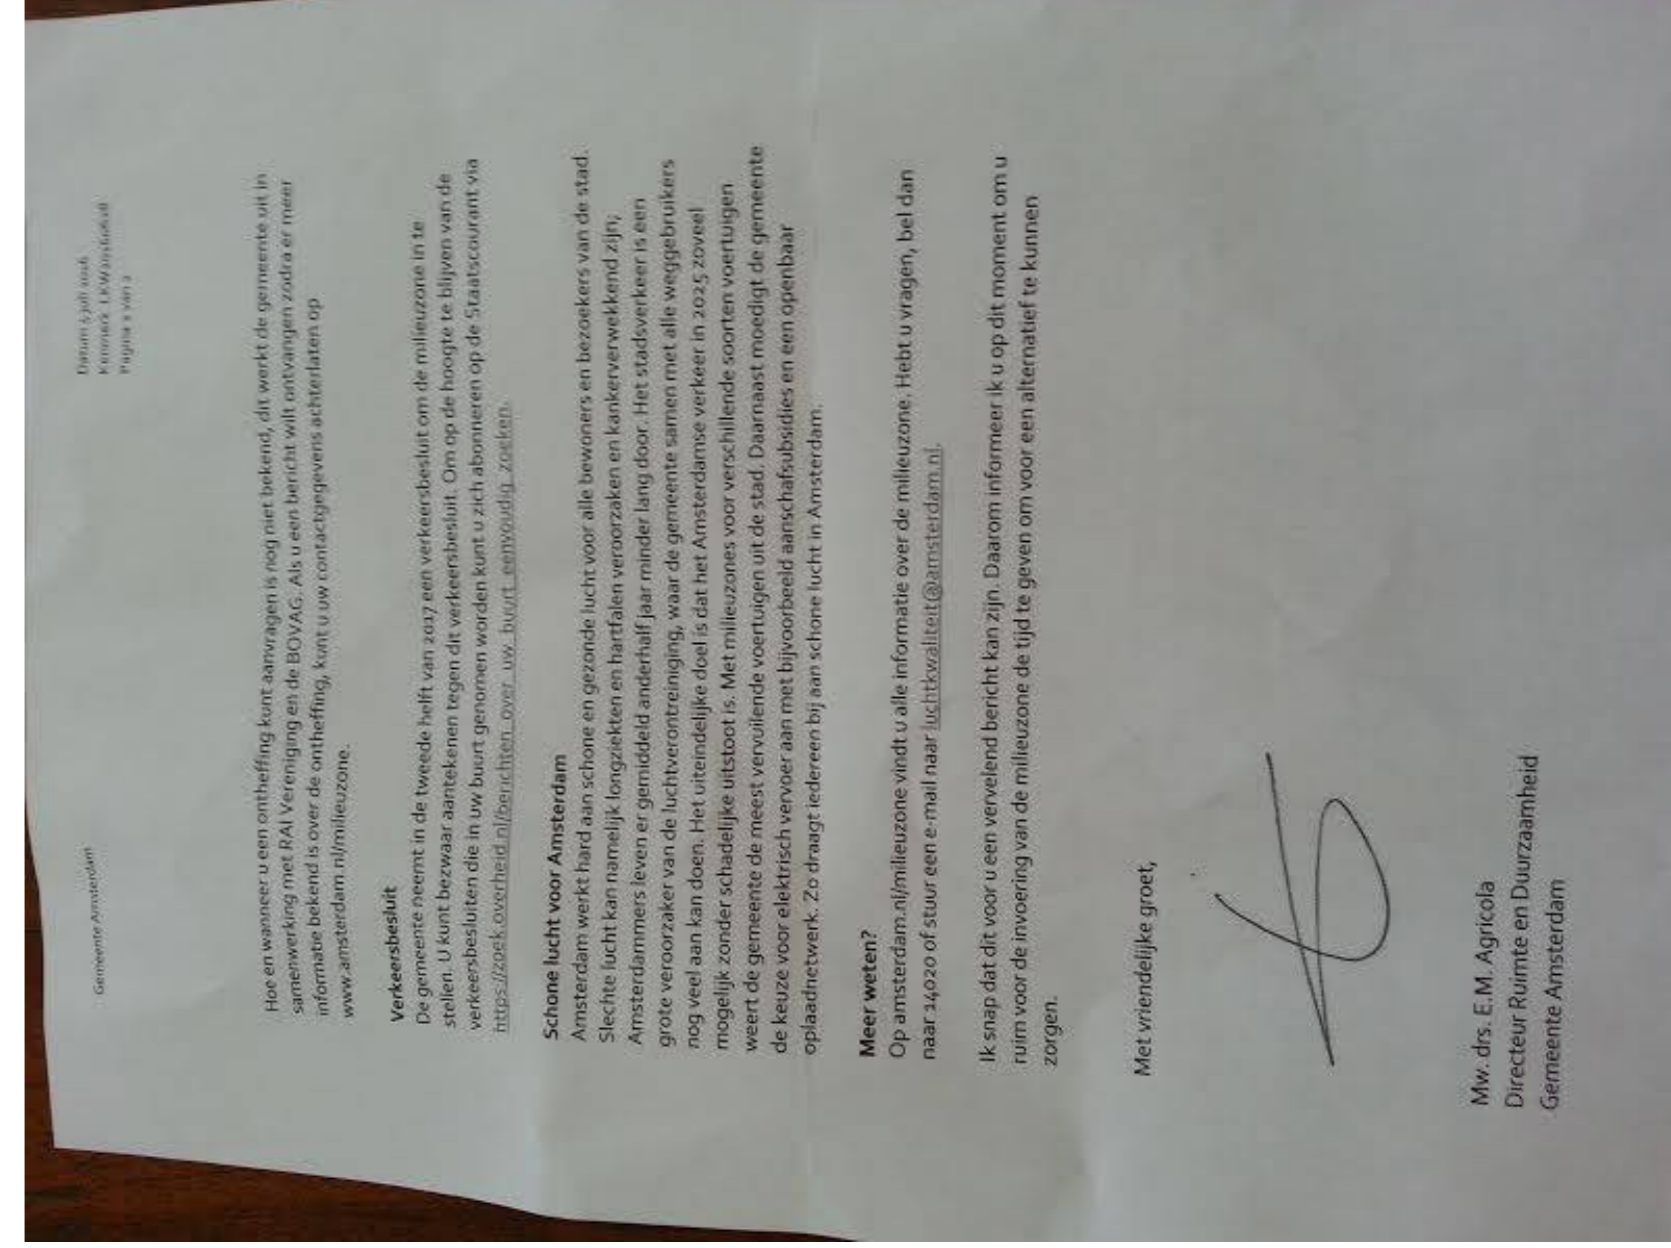 Gemeente Amsterdam
Datum 5 juli 2016
Kenmerk
Pagina 2 van 2
Hoe en wanneer u een ontheffing kunt aanvragen is nog niet bekend, dit werkt de gemeente uit in
samenwerking met RAI Vereniging en de BOVAG. Als u een bericht wilt ontvangen zodra er meer
informatie bekend is over de ontheffing, kunt u uw contactgegevens achterlaten op
www.amsterdam.nl/milieuzone.
Verkeersbesluit
De gemeente neemt in de tweede helft van 2017 een verkeersbesluit om de milieuzone in te
stellen. U kunt bezwaar aantekenen tegen dit verkeersbesluit. Om op de hoogte te blijven van de
verkeersbesluiten die in uw buurt genomen worden kunt u zich abonneren op de Staatscourant via
https://zoek.overheid.nl/berichten_over_uw_buurt_eenvoudig_zoeken.
Schone lucht voor Amsterdam
Amsterdam werkt hard aan schone en gezonde lucht voor alle bewoners en bezoekers van de stad.
Slechte lucht kan namelijk longziekten en hartfalen veroorzaken en kankerverwekkend zijn;
Amsterdammers leven er gemiddeld anderhalf jaar minder lang door. Het stadsverkeer is een
grote veroorzaker van de luchtverontreiniging, waar de gemeente samen met alle weggebruikers
nog veel aan kan doen. Het uiteindelijke doel is dat het Amsterdamse verkeer in 2025 zoveel
mogelijk zonder schadelijke uitstoot is. Met milieuzones voor verschillende soorten voertuigen
weert de gemeente de meest vervuilende voertuigen uit de stad. Daarnaast moedigt de gemeente
de keuze voor elektrisch vervoer aan met bijvoorbeeld aanschafsubsidies en een openbaar
oplaadnetwerk. Zo draagt iedereen bij aan schone lucht in Amsterdam.
Meer weten?
Op amsterdam.nl/milieuzone vindt u alle informatie over de milieuzone. Hebt u vragen, bel dan
naar 14020 of stuur een e-mail naar luchtkwaliteit@amsterdam.nl.
Ik snap dat dit voor u een vervelend bericht kan zijn. Daarom informeer ik u op dit moment om u
ruim voor de invoering van de milieuzone de tijd te geven om voor een alternatief te kunnen
zorgen.
Met vriendelijke groet,
Mw. drs. E.M. Agricola
Directeur Ruimte en Duurzaamheid
Gemeente Amsterdam